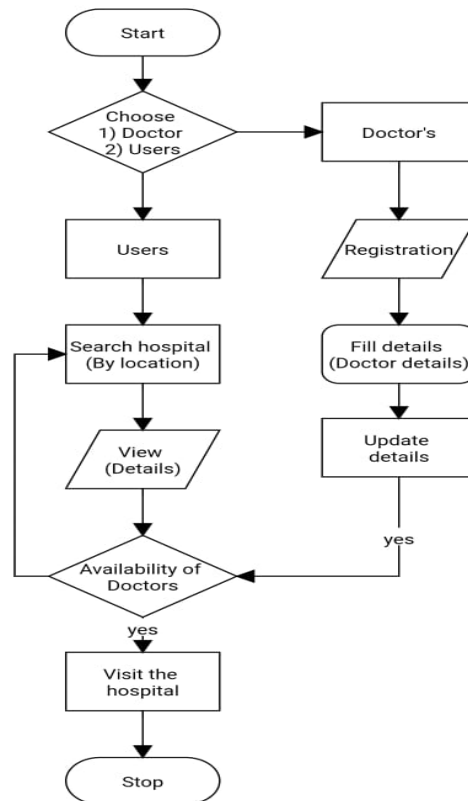 Start
Choose
1) Doctor
2) Users
Doctor's
Users
Registration
Search hospital
(By location)
Fill details
(Doctor details)
View
(Details)
Update
details
yes
Availability of
Doctors
yes
Visit the
hospital
Stop